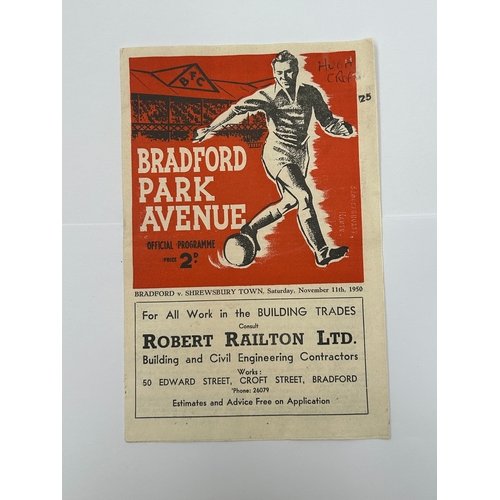 BFC
HUGH
25
BRADFORD
PARK
AVENUE
OFFICIAL PROGRAMME
PRICE 2D.
BRADFORD v. SHREWSBURY TOWN, Saturday, November 11th, 1950
For All Work in the BUILDING TRADES
Consult
ROBERT RAILTON LTD.
Building and Civil Engineering Contractors
Works:
50 EDWARD STREET, CROFT STREET, BRADFORD
'Phone: 26079
Estimates and Advice Free on Application